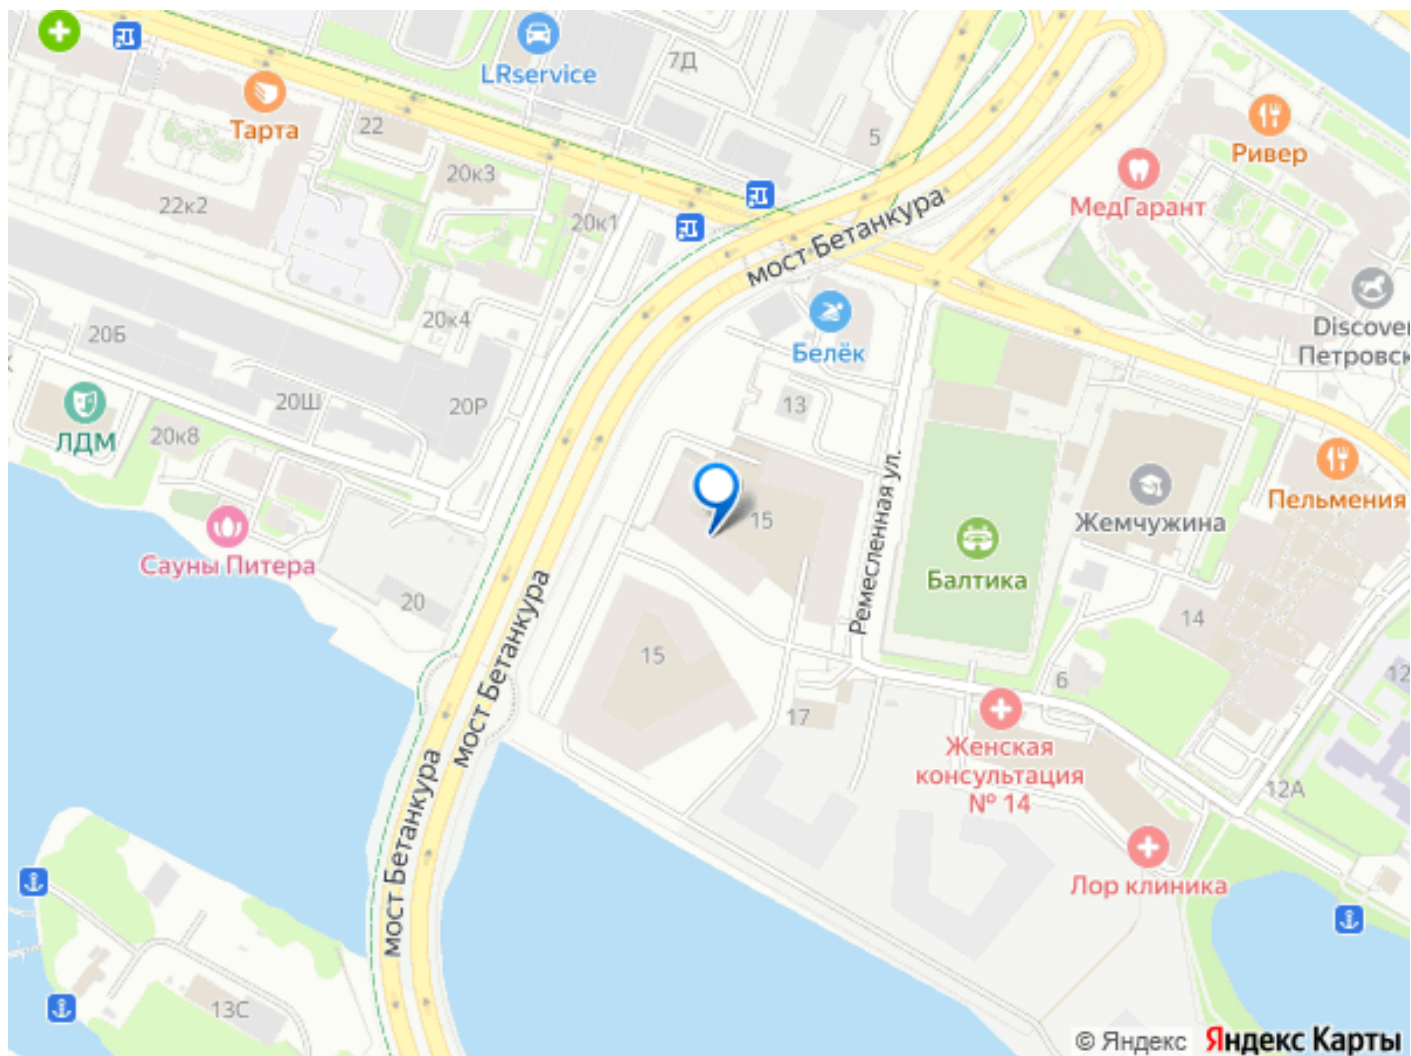 LRservice
7Д
Тарта
22
5
Ривер
20к3
МедГарант
22к2
20к1
мост Бетанкура
Discover
Петровск
20к4
20Б
Белёк
20Ш
20Р
13
ЛДМ
20к8
Ремесленная ул.
Пельмения
15
Жемчужина
Сауны Питера
Балтика
20
мост Бетанкура
14
15
6
12
17
Женская
консультация
№ 14
мост Бетанкура
12А
Лор клиника
13С
© Яндекс Яндекс Карты